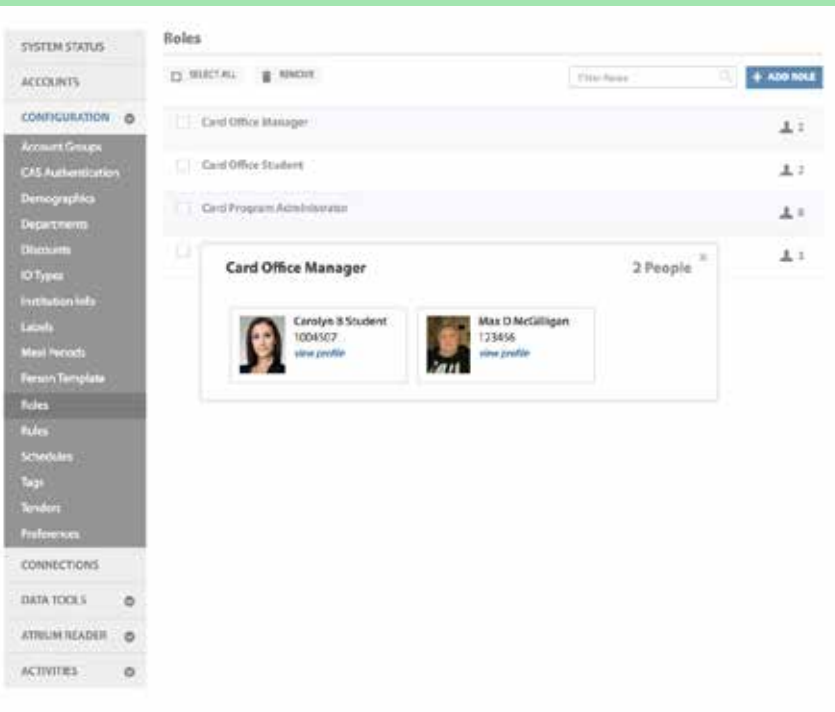 Roles
SYSTEM STATUS
ACCOUNTS
CONFIGURATION
Account Groups
CAS Authentication
Demographics
Departments
Discounts
ID Types
Institution Info
Labels
Meal Periods
Person Template
Roles
Rules
Schedules
Tags
Tenders
Preferences
CONNECTIONS
DATA TOOLS
ATRIUM READER
ACTIVITIES
SELECT ALL
REMOVE
Filter
+ ADD ROLE
Card Office Manager
2
Card Office Student
2
Card Program Administrator
8
Card Office Manager
2 People
Carolyn B Student
1004507
view profile
Max D McGilligan
123456
view profile